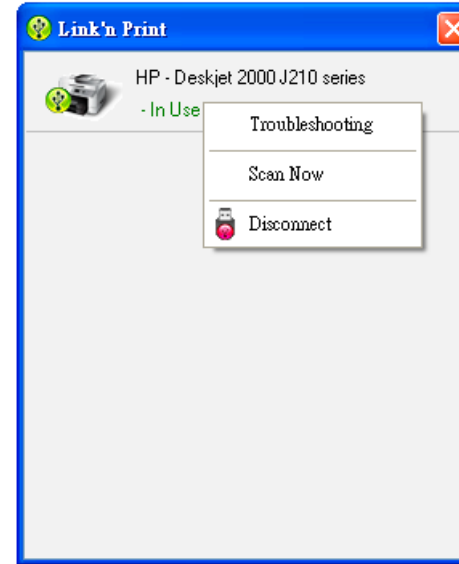 Link'n Print
HP - Deskjet 2000 J210 series
- In Use
Troubleshooting
Scan Now
Disconnect